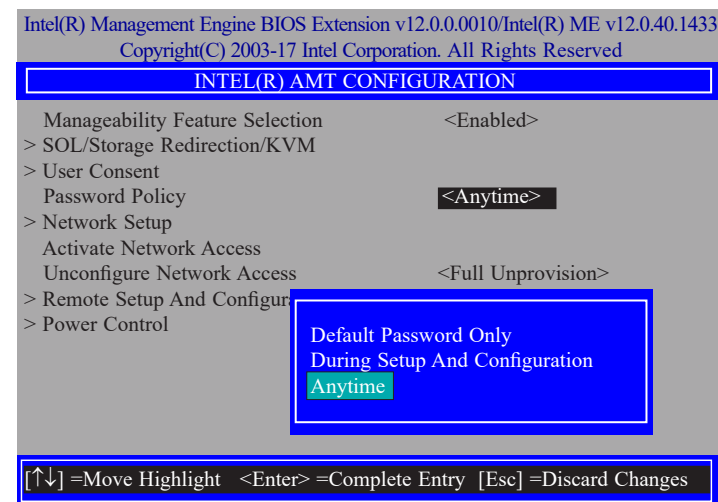 Intel(R) Management Engine BIOS Extension v12.0.0.0010/Intel(R) ME v12.0.40.1433
Copyright(C) 2003-17 Intel Corporation. All Rights Reserved
INTEL(R) AMT CONFIGURATION
Manageability Feature Selection <Enabled>
> SOL/Storage Redirection/KVM
> User Consent
Password Policy <Anytime>
> Network Setup
Activate Network Access
Unconfigure Network Access <Full Unprovision>
> Remote Setup And Configura
> Power Control
Default Password Only
During Setup And Configuration
Anytime
[↑↓] =Move Highlight <Enter> =Complete Entry [Esc] =Discard Changes